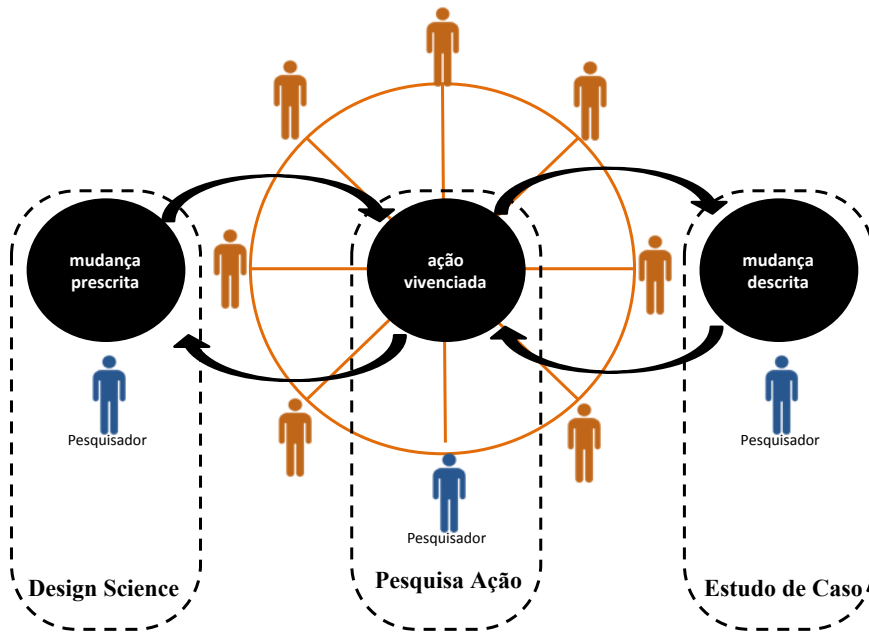 mudança
prescrita
ação
vivenciada
mudança
descrita
Pesquisador
Pesquisador
Pesquisador
Design Science
Pesquisa Ação
Estudo de Caso